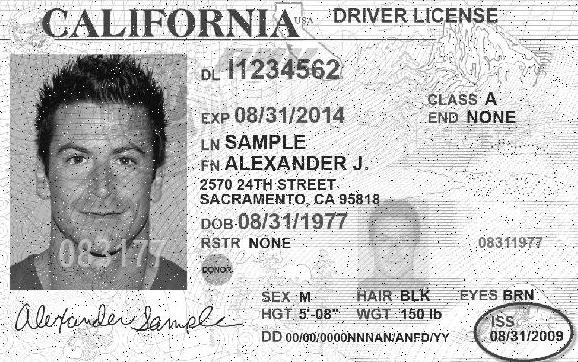 CALIFORNIA USA DRIVER LICENSE
DL I1234562
CLASS A
EXP 08/31/2014
END NONE
LN SAMPLE
FN ALEXANDER J.
2570 24TH STREET
SACRAMENTO, CA 95818
DOB 08/31/1977
RSTR NONE
08311977
083177
DONOR
SEX M HAIR BLK EYES BRN
HGT 5'-08" WGT 150 lb
ISS
DD 00/00/0000NNNAN/ANFD/YY
08/31/2009
Alexander Sample